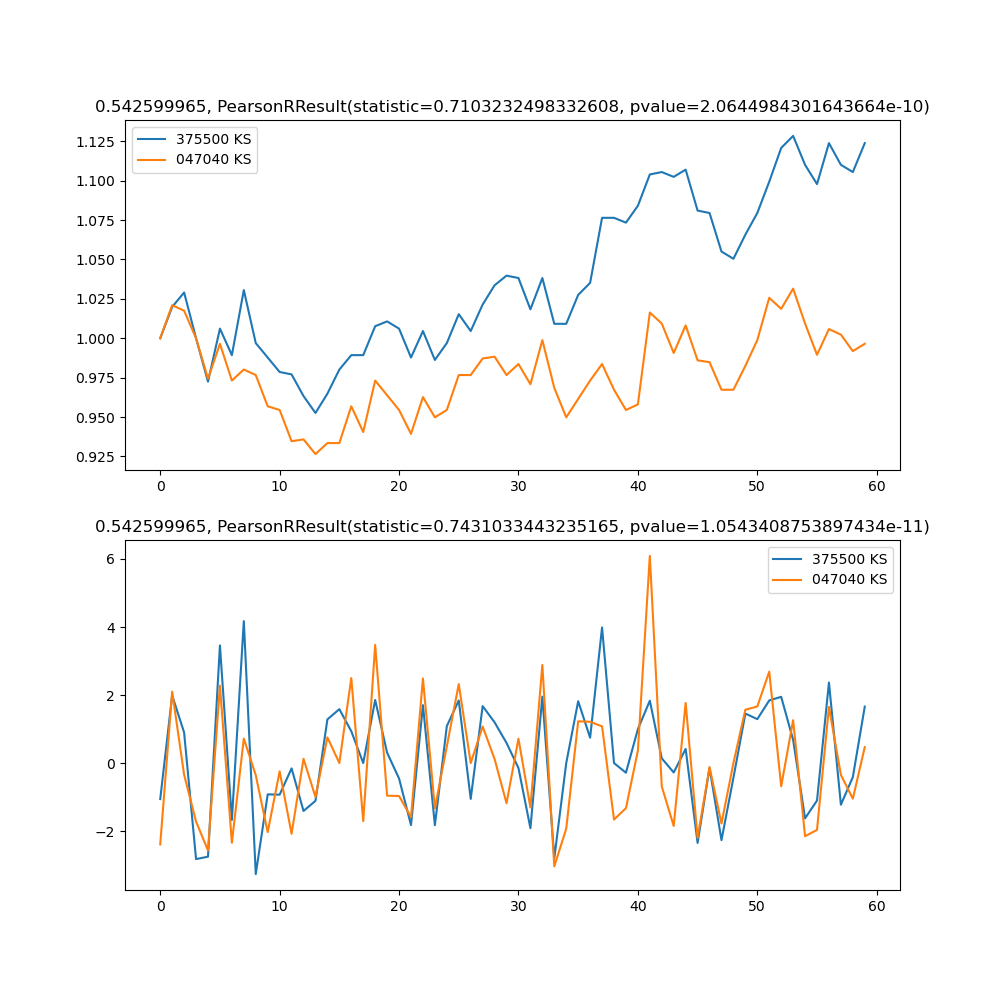 0.542599965, PearsonRResult(statistic=0.7103232498332608, pvalue=2.0644984301643664e-10)
375500 KS
047040 KS
1.125
1.100
1.075
1.050
1.025
1.000
0.975
0.950
0.925
0 10 20 30 40 50 60
0.542599965, PearsonRResult(statistic=0.7431033443235165, pvalue=1.0543408753897434e-11)
375500 KS
047040 KS
6
4
2
0
−2
0 10 20 30 40 50 60